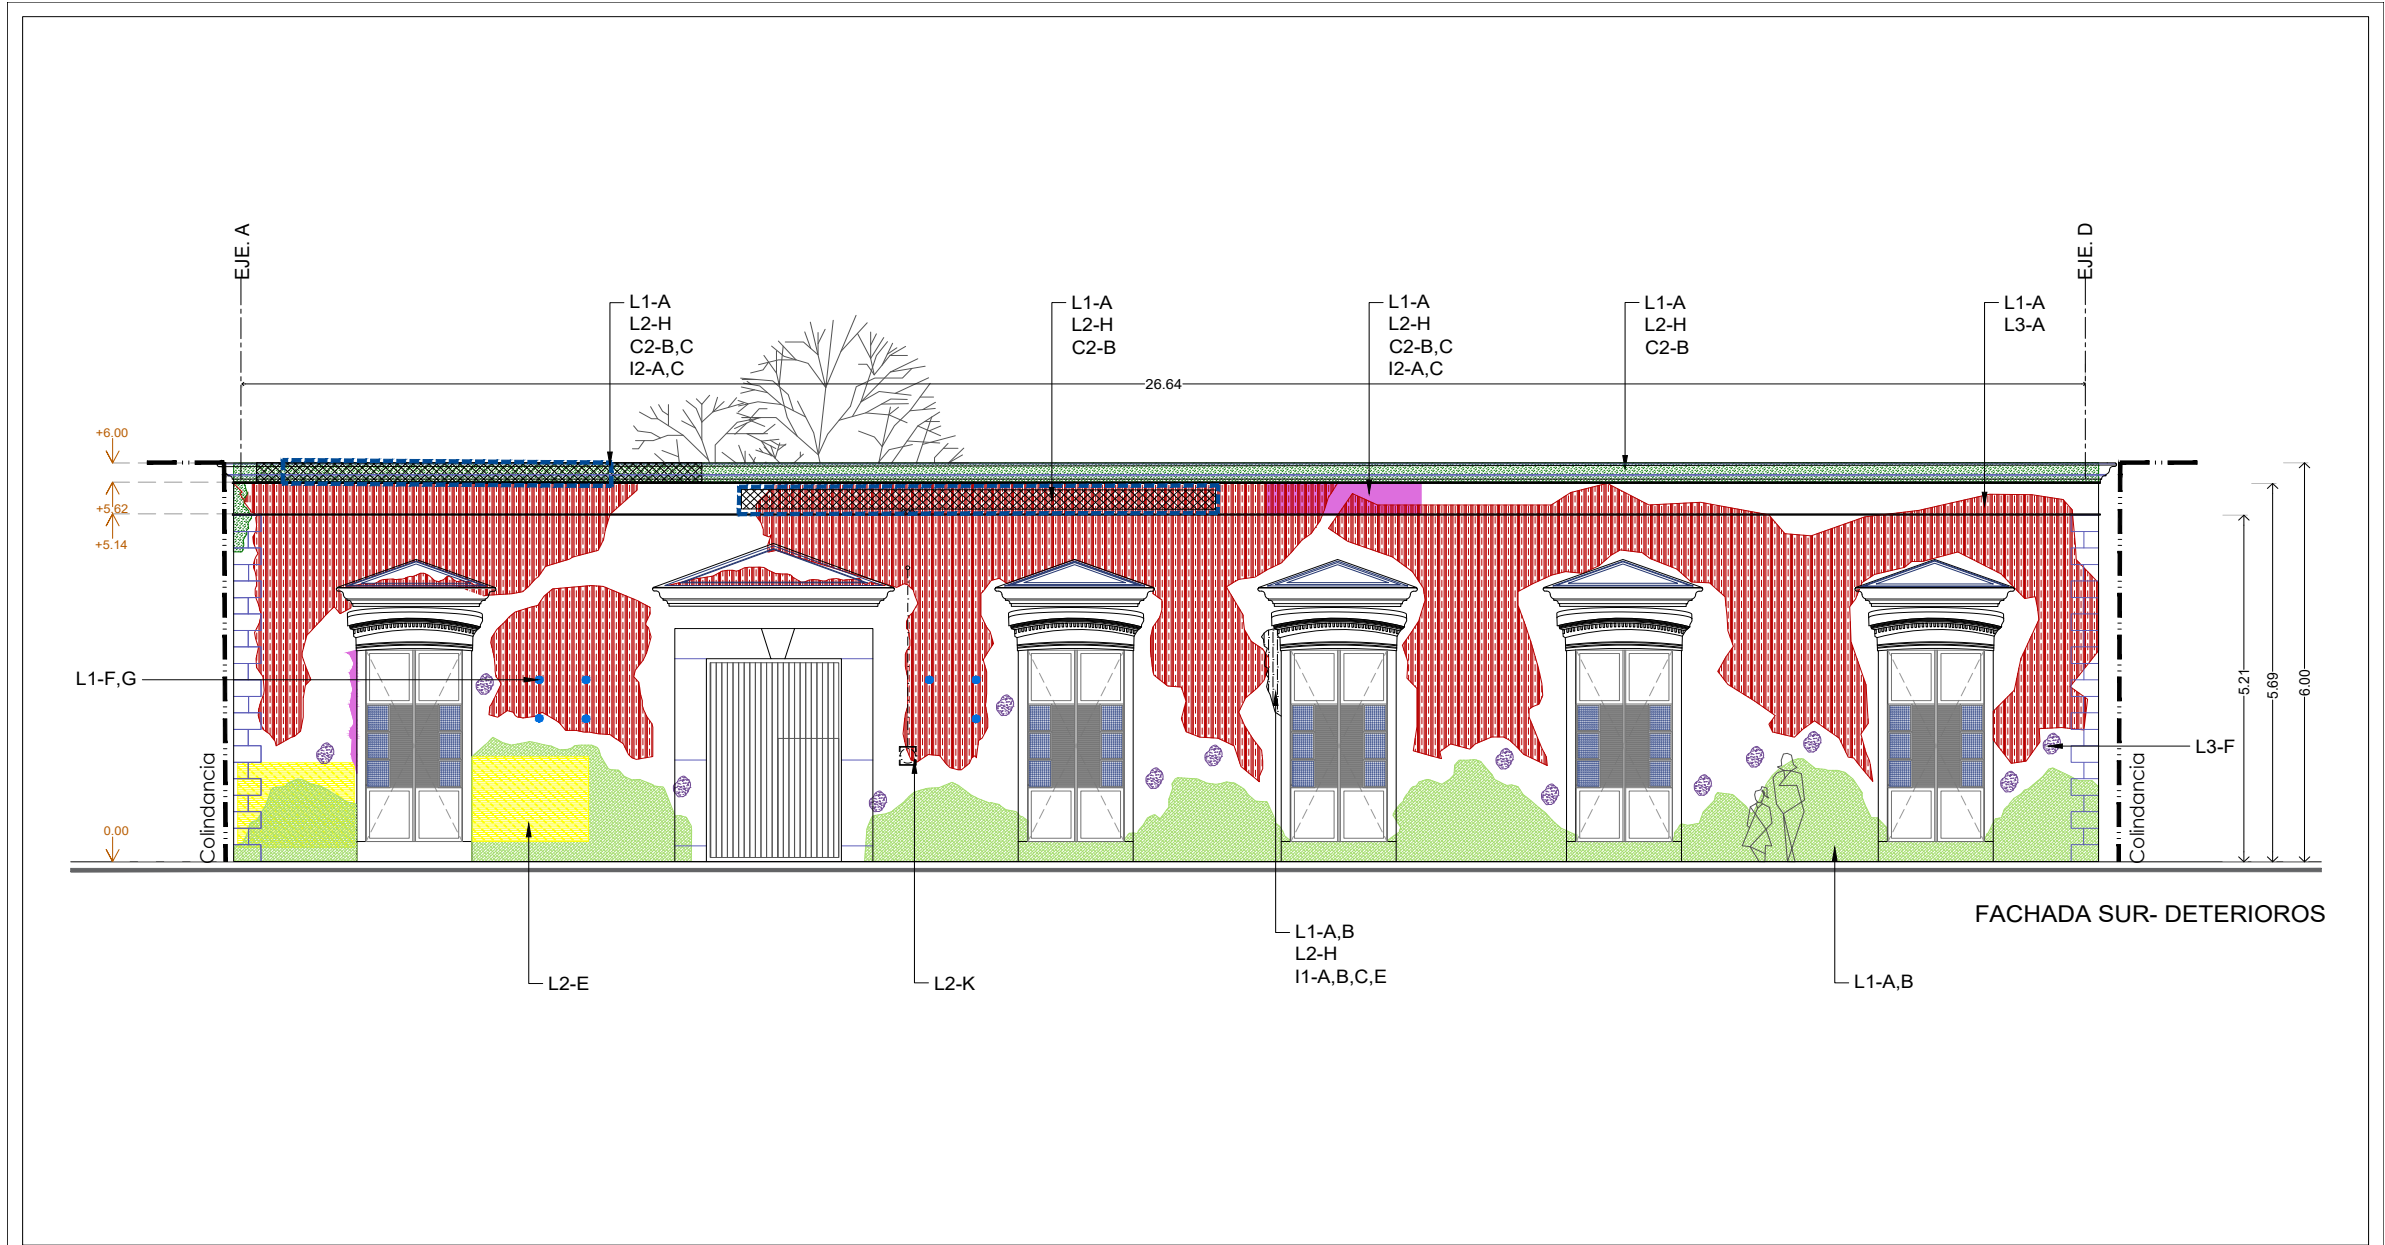 EJE. A
EJE. D
L1-A
L2-H
C2-B,C
I2-A,C
L1-A
L2-H
C2-B
L1-A
L2-H
C2-B,C
I2-A,C
L1-A
L2-H
C2-B
L1-A
L3-A
26.64
+6.00
+5.62
+5.14
0.00
L1-F,G
Colindancia
5.21
5.69
6.00
L3-F
Colindancia
FACHADA SUR- DETERIOROS
L2-E
L2-K
L1-A,B
L2-H
I1-A,B,C,E
L1-A,B